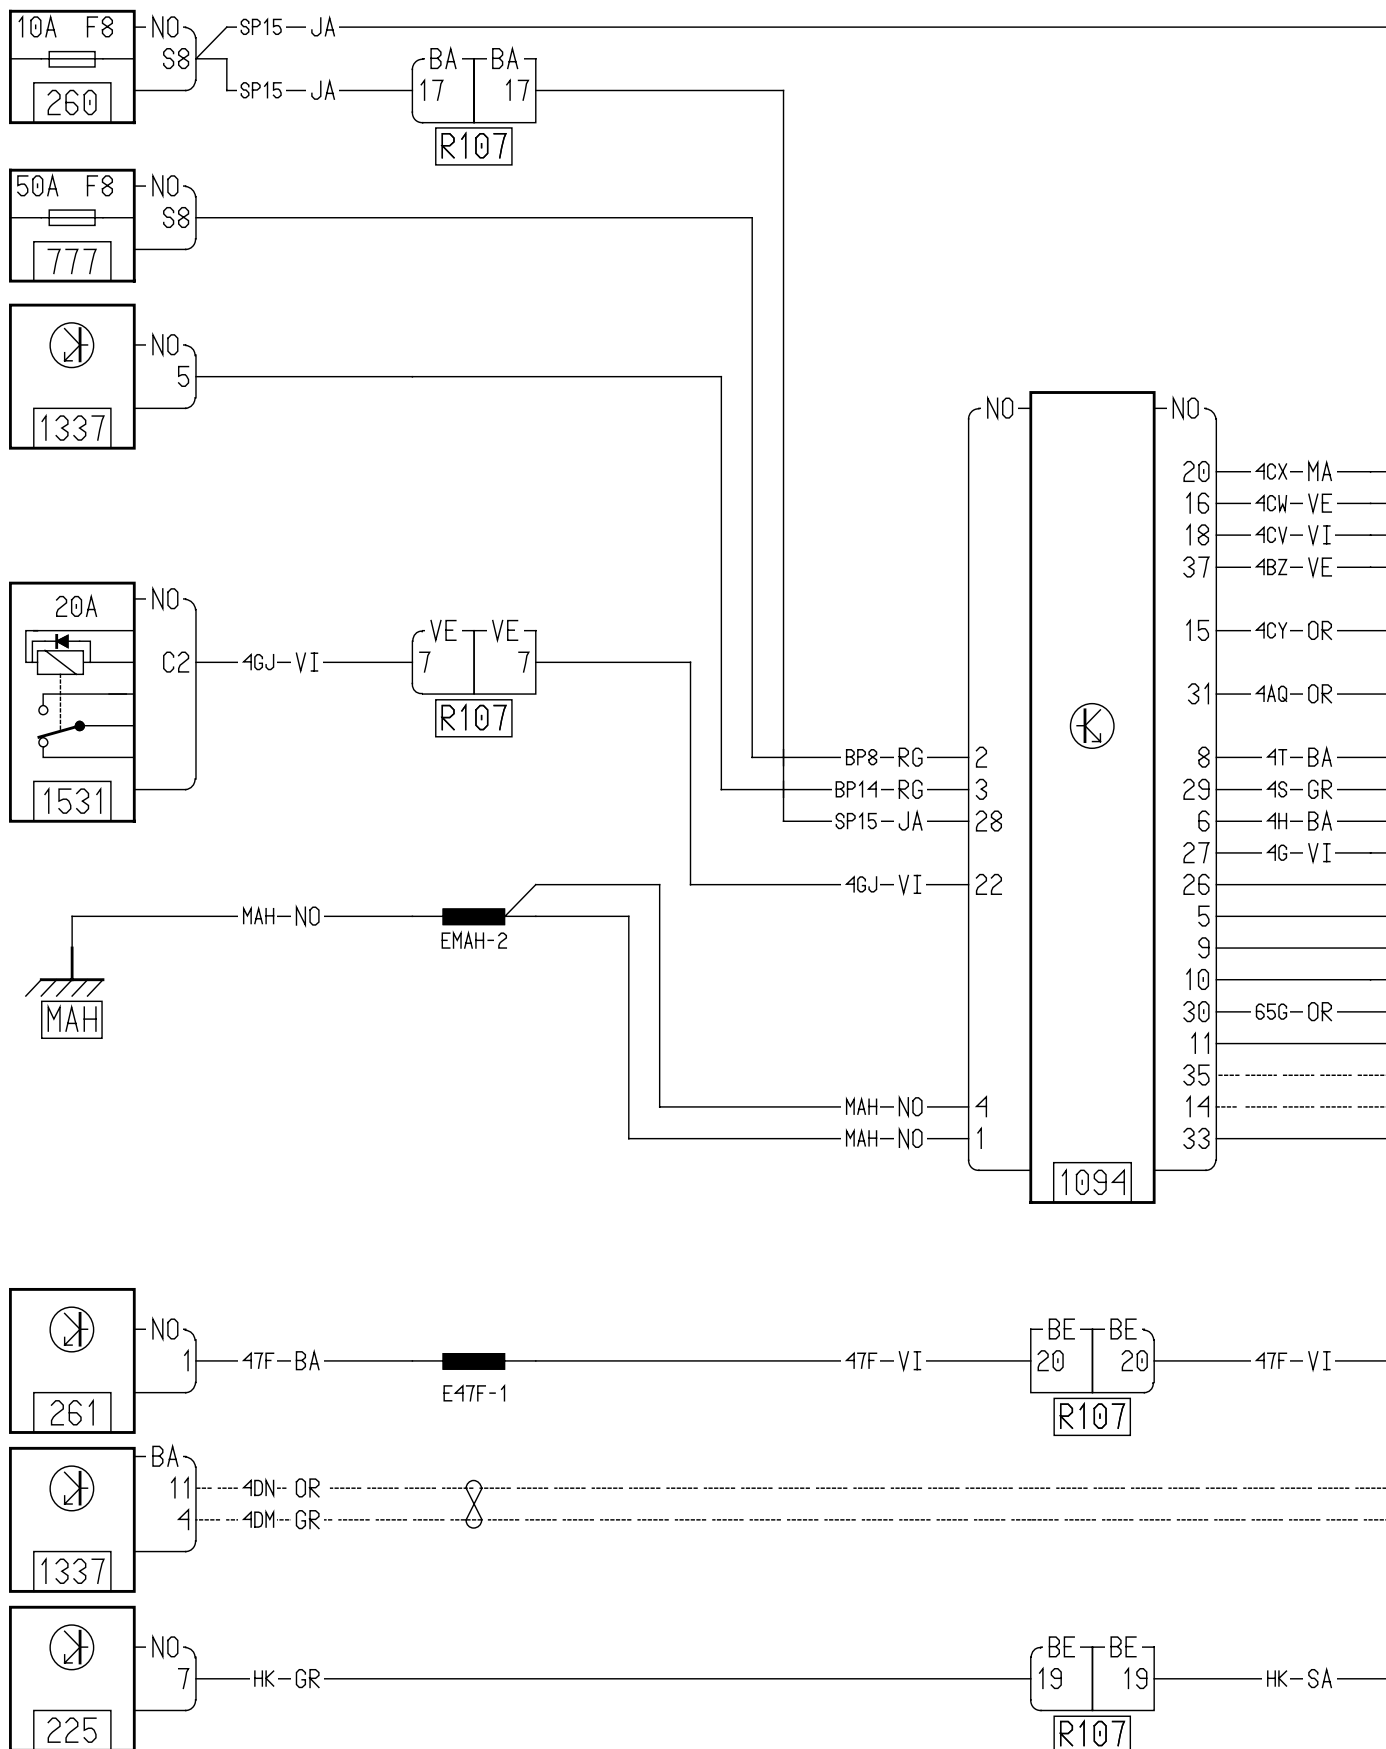 10A F8 NO SP15 JA
S8 BA BA
SP15 JA 17 17
260
R107
50A F8 NO
S8
777
NO
5
1337
NO NO
20 4CX MA
16 4CW VE
18 4CV VI
37 4BZ VE
20A NO
VE VE 15 4CY OR
C2 4GJ VI 7 7
31 4AQ OR
R107
BP8 RG 2 8 4T BA
1531 BP14 RG 3 29 4S GR
SP15 JA 28 6 4H BA
27 4G VI
4GJ VI 22 26
MAH NO 5
EMAH-2
9
10
MAH 30 65G OR
11
35
MAH NO 4 14
MAH NO 1 33
1094
NO BE BE
1 47F BA 47F VI 20 20 47F VI
E47F-1
261 R107
BA
11 4DN OR
4 4DM GR
1337
NO BE BE
7 HK GR 19 19 HK SA
225 R107